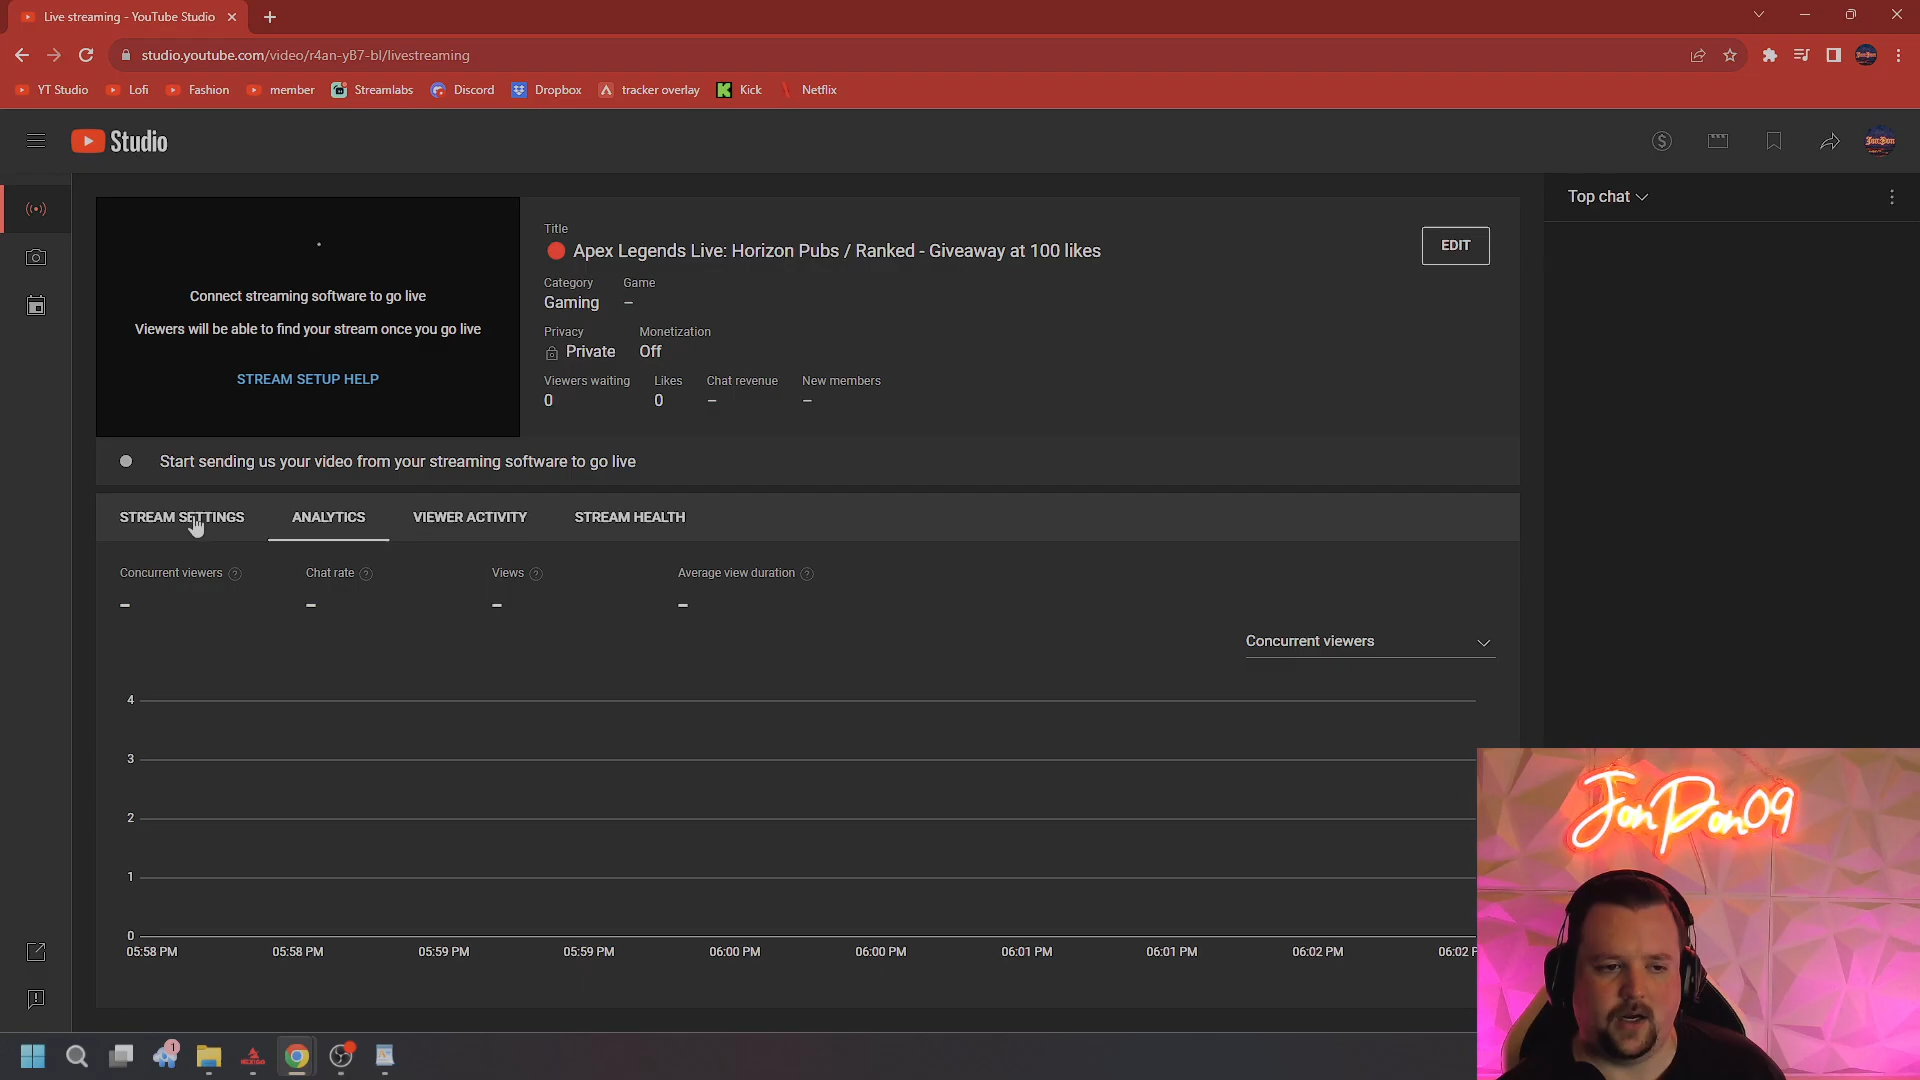 Live streaming - YouTube Studio
studio.youtube.com/video/r4an-yB7-bI/livestreaming
YT Studio Lofi Fashion member Streamlabs Discord Dropbox tracker overlay Kick Netflix
Studio
Top chat
Connect streaming software to go live
Viewers will be able to find your stream once you go live
STREAM SETUP HELP
Title
Apex Legends Live: Horizon Pubs / Ranked - Giveaway at 100 likes
EDIT
Category Game
Gaming –
Privacy Monetization
Private Off
Viewers waiting Likes Chat revenue New members
0 0 – –
Start sending us your video from your streaming software to go live
STREAM SETTINGS ANALYTICS VIEWER ACTIVITY STREAM HEALTH
Concurrent viewers Chat rate Views Average view duration
– – – –
Concurrent viewers
4
3
2
1
0
05:58 PM 05:58 PM 05:59 PM 05:59 PM 06:00 PM 06:00 PM 06:01 PM 06:01 PM 06:02 PM 06:02 P
JonPon09
1